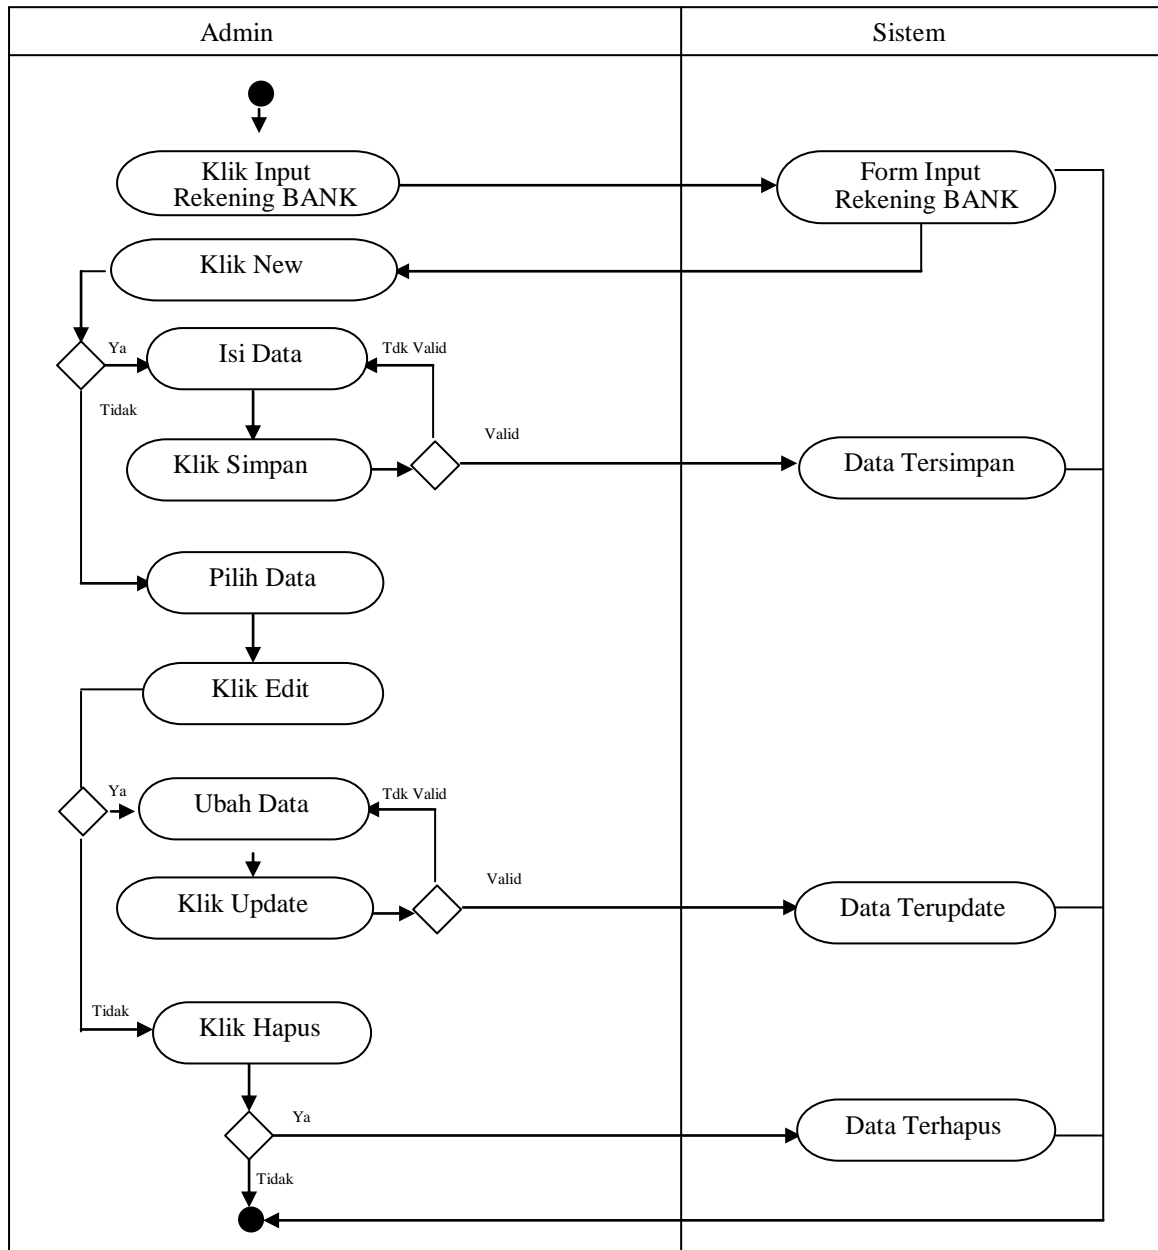 Admin
Sistem
Klik Input
Rekening BANK
Form Input
Rekening BANK
Klik New
Ya
Isi Data
Tdk Valid
Tidak
Klik Simpan
Valid
Data Tersimpan
Pilih Data
Klik Edit
Ya
Ubah Data
Tdk Valid
Klik Update
Valid
Data Terupdate
Tidak
Klik Hapus
Ya
Data Terhapus
Tidak